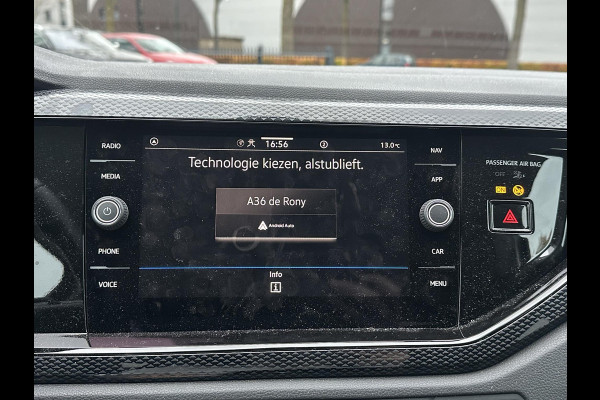 RADIO
MEDIA
PHONE
VOICE
16:56
13.0°C
Technologie kiezen, alstublieft.
A36 de Rony
Android Auto
Info
NAV
APP
CAR
MENU
PASSENGER AIR BAG
OFF
ON